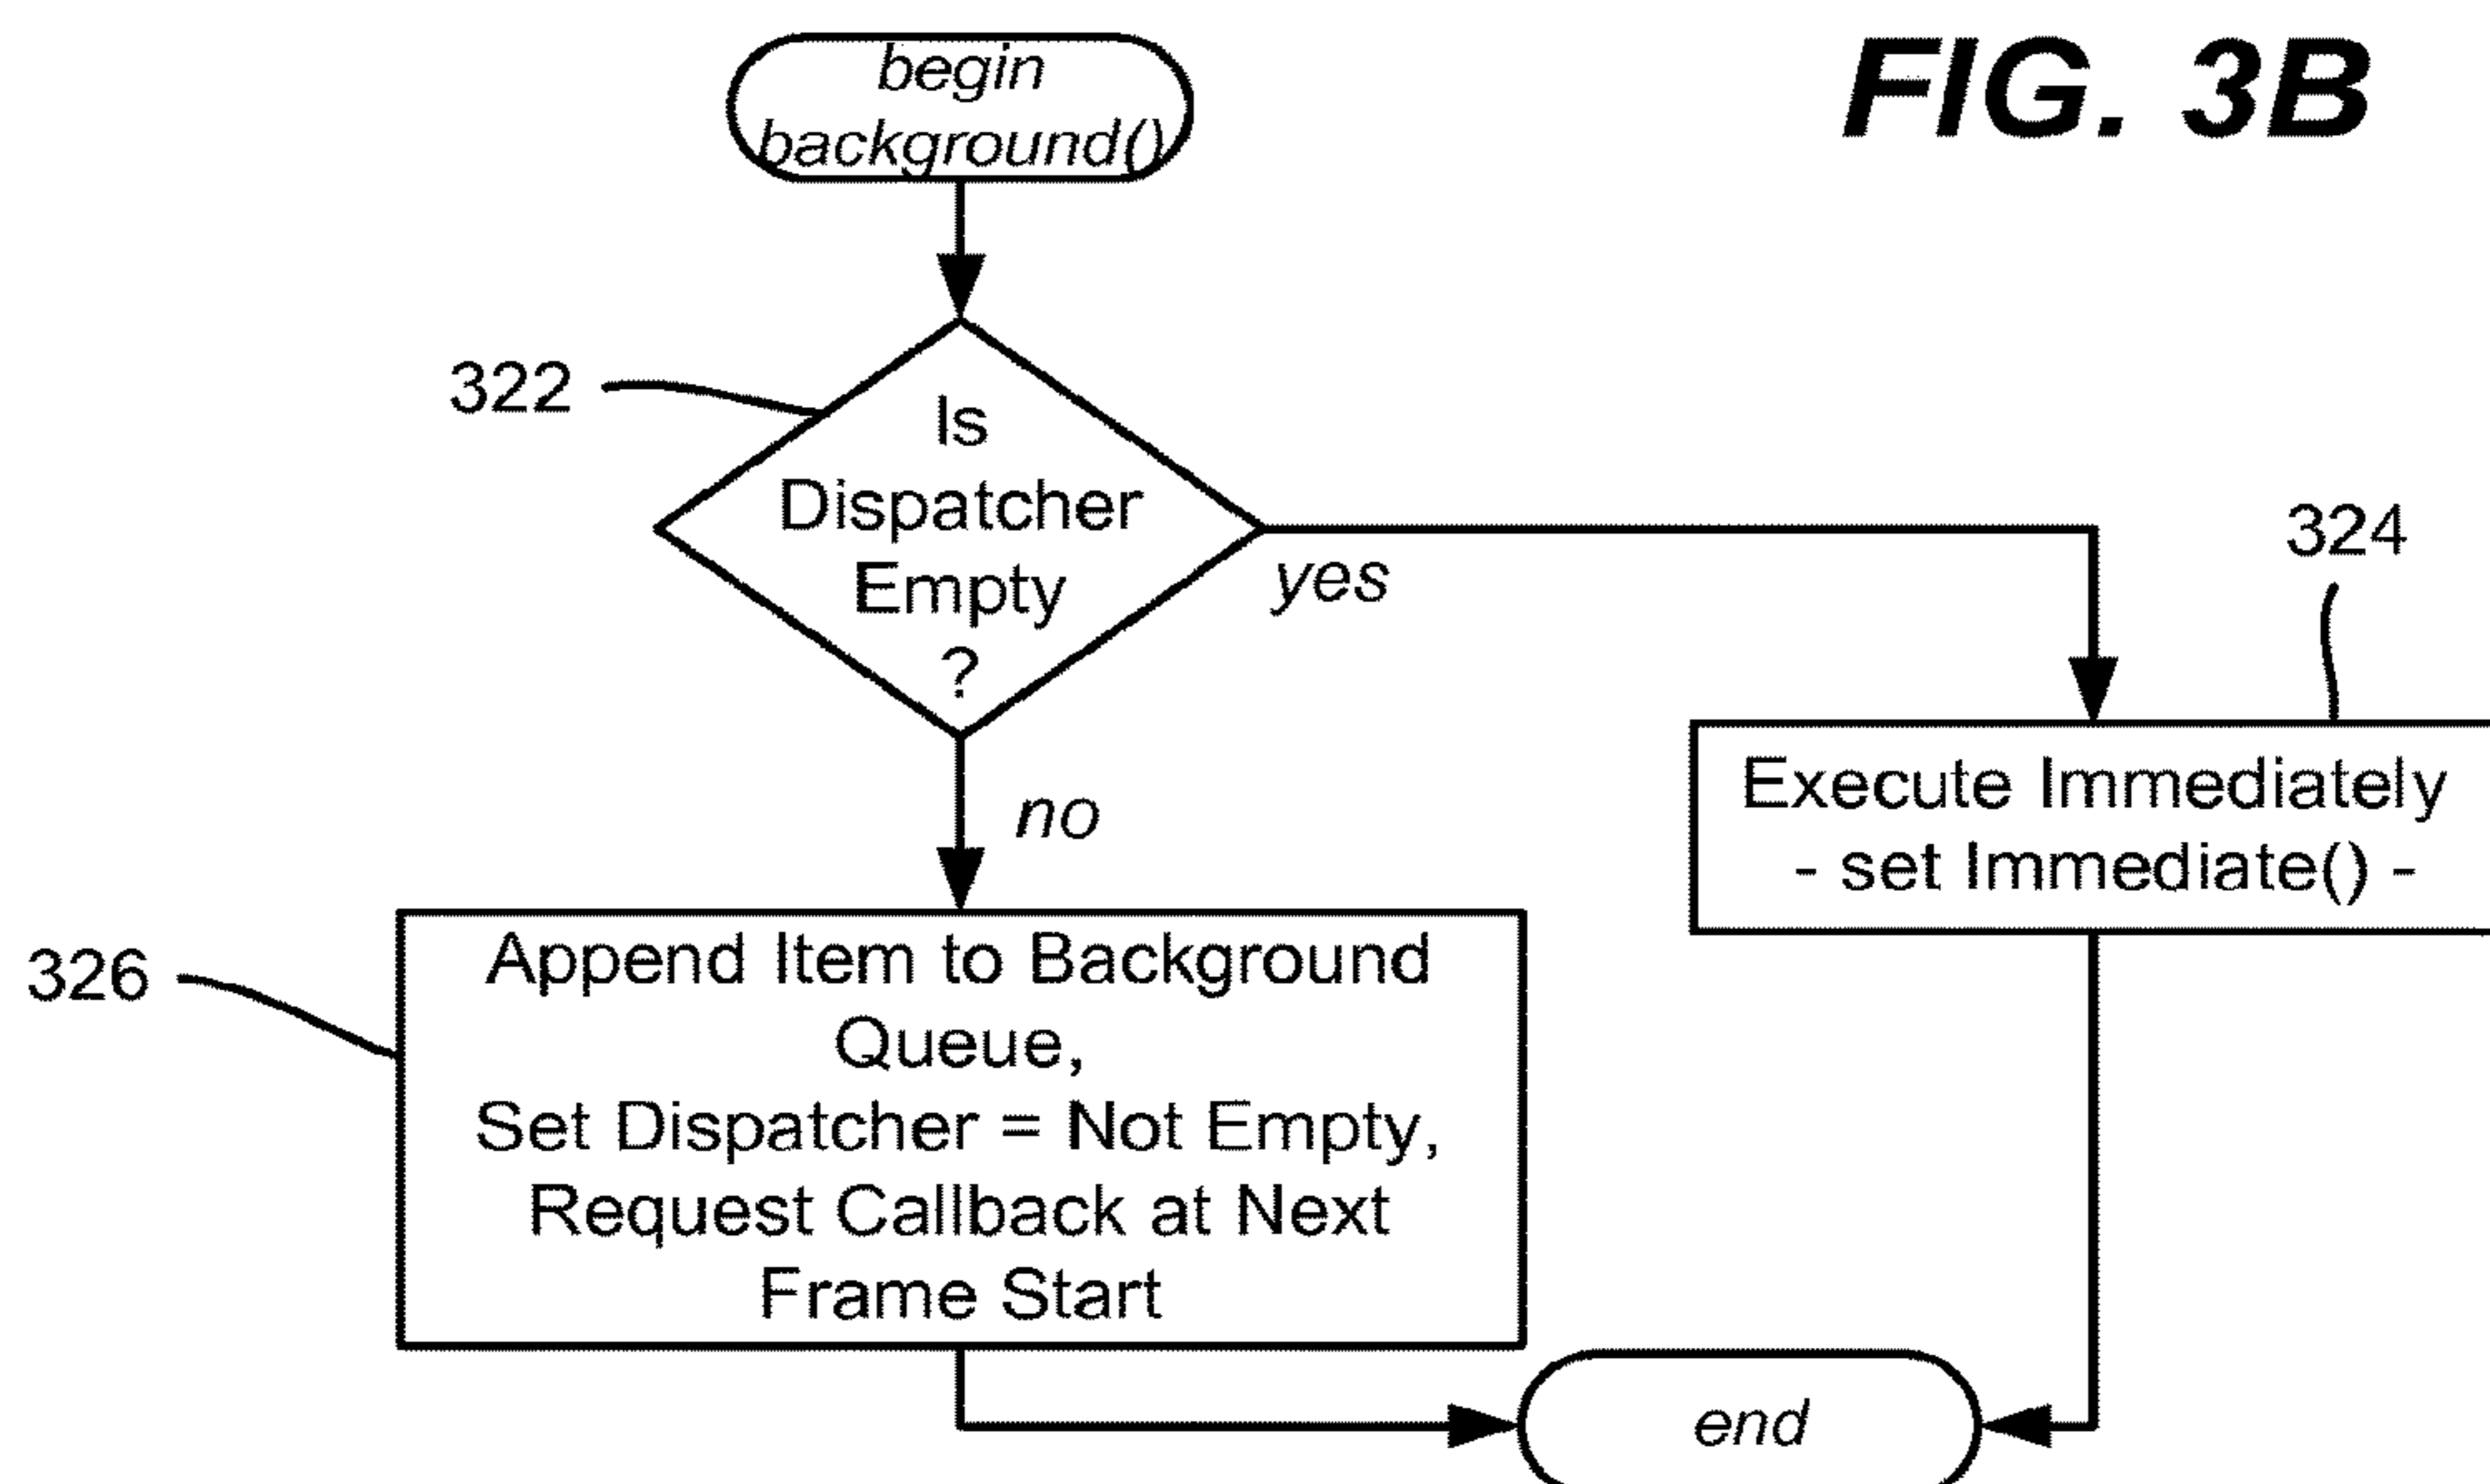 FIG. 3B
begin
background()
322
Is
Dispatcher
Empty
?
yes
324
no
Execute Immediately
- set Immediate() -
326
Append Item to Background
Queue,
Set Dispatcher = Not Empty,
Request Callback at Next
Frame Start
end